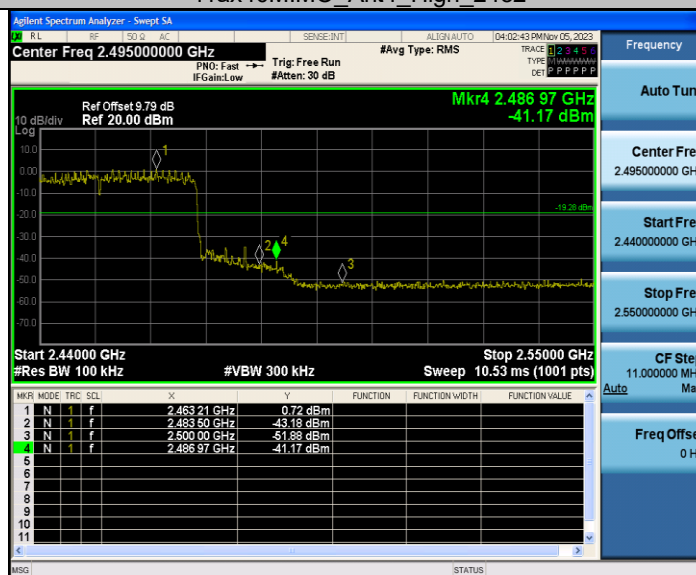 Agilent Spectrum Analyzer - Swept SA
RL RF 50 Ω AC SENSE:INT ALIGN AUTO 04:02:43 PM Nov 05, 2023
Center Freq 2.495000000 GHz #Avg Type: RMS TRACE 1 2 3 4 5 6
PNO: Fast Trig: Free Run TYPE M W W W W W
IFGain:Low #Atten: 30 dB DET P P P P P P
Frequency
Mkr4 2.486 97 GHz
-41.17 dBm
Ref Offset 9.79 dB
10 dB/div Ref 20.00 dBm
Log
10.0
0.00
-10.0
-20.0
-30.0
-40.0
-50.0
-60.0
-70.0
1
2
4
3
-19.28 dBm
Start 2.44000 GHz Stop 2.55000 GHz
#Res BW 100 kHz #VBW 300 kHz Sweep 10.53 ms (1001 pts)
MKR MODE TRC SCL X Y FUNCTION FUNCTION WIDTH FUNCTION VALUE
1 N 1 f 2.463 21 GHz 0.72 dBm
2 N 1 f 2.483 50 GHz -43.18 dBm
3 N 1 f 2.500 00 GHz -51.88 dBm
4 N 1 f 2.486 97 GHz -41.17 dBm
5
6
7
8
9
10
11
MSG STATUS
Auto Tun
Center Fre
2.495000000 GH
Start Fre
2.440000000 GH
Stop Fre
2.550000000 GH
CF Ste
11.000000 MH
Auto Ma
Freq Offse
0 H